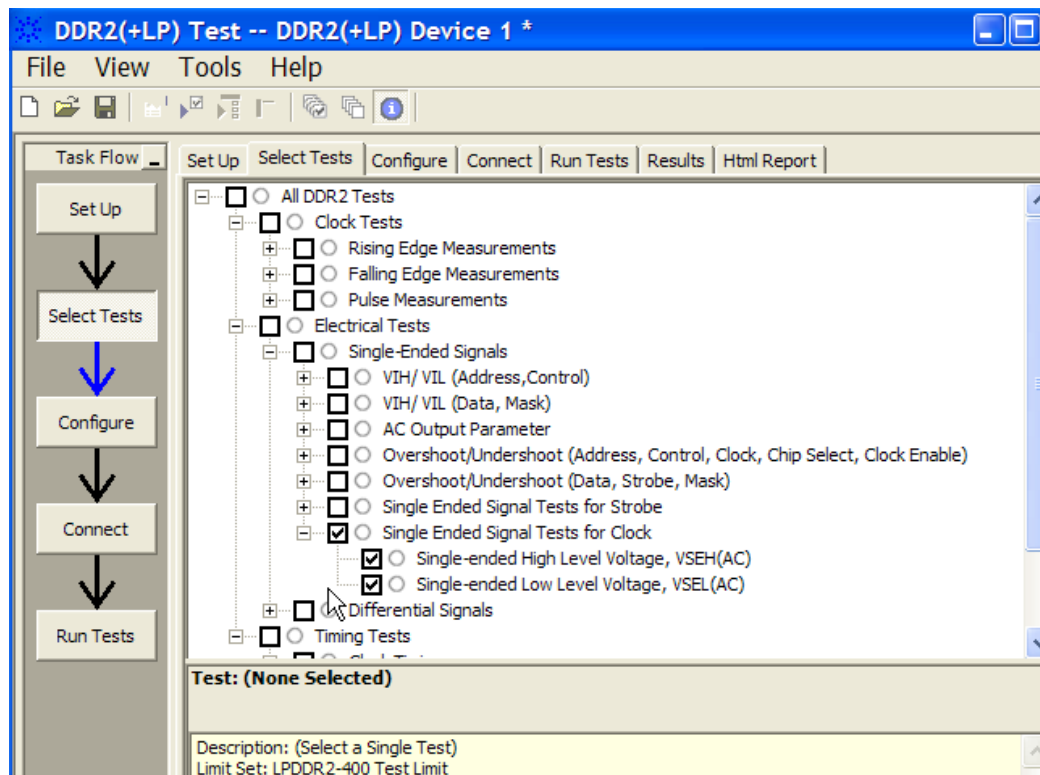 DDR2(+LP) Test -- DDR2(+LP) Device 1 *
File View Tools Help
Task Flow
Set Up
Select Tests
Configure
Connect
Run Tests
Set Up Select Tests Configure Connect Run Tests Results Html Report
All DDR2 Tests
Clock Tests
Rising Edge Measurements
Falling Edge Measurements
Pulse Measurements
Electrical Tests
Single-Ended Signals
VIH/ VIL (Address,Control)
VIH/ VIL (Data, Mask)
AC Output Parameter
Overshoot/Undershoot (Address, Control, Clock, Chip Select, Clock Enable)
Overshoot/Undershoot (Data, Strobe, Mask)
Single Ended Signal Tests for Strobe
Single Ended Signal Tests for Clock
Single-ended High Level Voltage, VSEH(AC)
Single-ended Low Level Voltage, VSEL(AC)
Differential Signals
Timing Tests
Test: (None Selected)
Description: (Select a Single Test)
Limit Set: LPDDR2-400 Test Limit